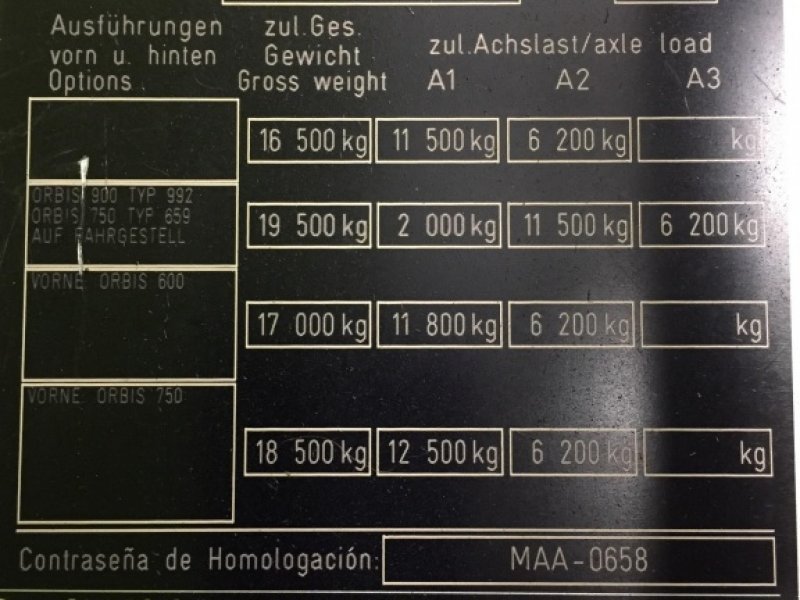 Ausführungen zul.Ges.
vorn u. hinten Gewicht zul.Achslast/axle load
Options Gross weight A1 A2 A3
16 500 kg 11 500 kg 6 200 kg kg
ORBIS 900 TYP 992
ORBIS 750 TYP 659
AUF FAHRGESTELL
19 500 kg 2 000 kg 11 500 kg 6 200 kg
VORNE ORBIS 600
17 000 kg 11 800 kg 6 200 kg kg
VORNE ORBIS 750
18 500 kg 12 500 kg 6 200 kg kg
Contraseña de Homologación: MAA-0658